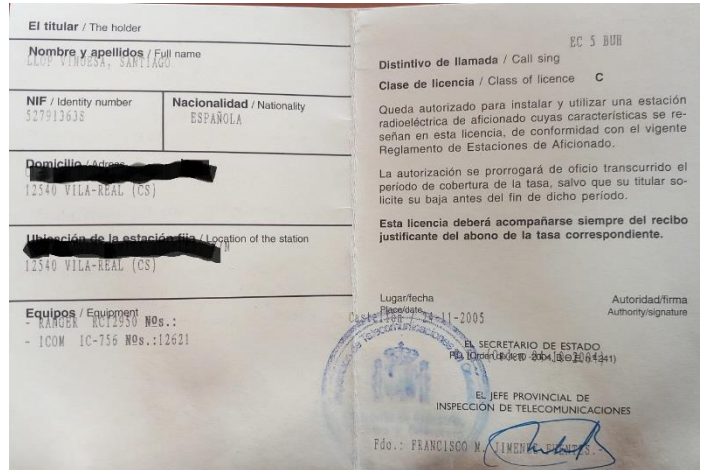 El titular / The holder
Nombre y apellidos / Full name
LLOP VINUESA, SANTIAGO
NIF / Identity number
52791363S
Nacionalidad / Nationality
ESPAÑOLA
Domicilio / Adress
12540 VILA-REAL (CS)
Ubicación de la estación fija / Location of the station
12540 VILA-REAL (CS)
Equipos / Equipment
- RANGER RCI2950 Nºs.:
- ICOM IC-756 Nºs.:12621
EC 5 BUH
Distintivo de llamada / Call sing
Clase de licencia / Class of licence C
Queda autorizado para instalar y utilizar una estación
radioeléctrica de aficionado cuyas características se re-
señan en esta licencia, de conformidad con el vigente
Reglamento de Estaciones de Aficionado.
La autorización se prorrogará de oficio transcurrido el
período de cobertura de la tasa, salvo que su titular so-
licite su baja antes del fin de dicho período.
Esta licencia deberá acompañarse siempre del recibo
justificante del abono de la tasa correspondiente.
Lugar/fecha
Place/date
Castellón / 24-11-2005
Autoridad/firma
Authority/signature
EL SECRETARIO DE ESTADO
EL JEFE PROVINCIAL DE
INSPECCIÓN DE TELECOMUNICACIONES
Fdo.: FRANCISCO M. JIMENEZ